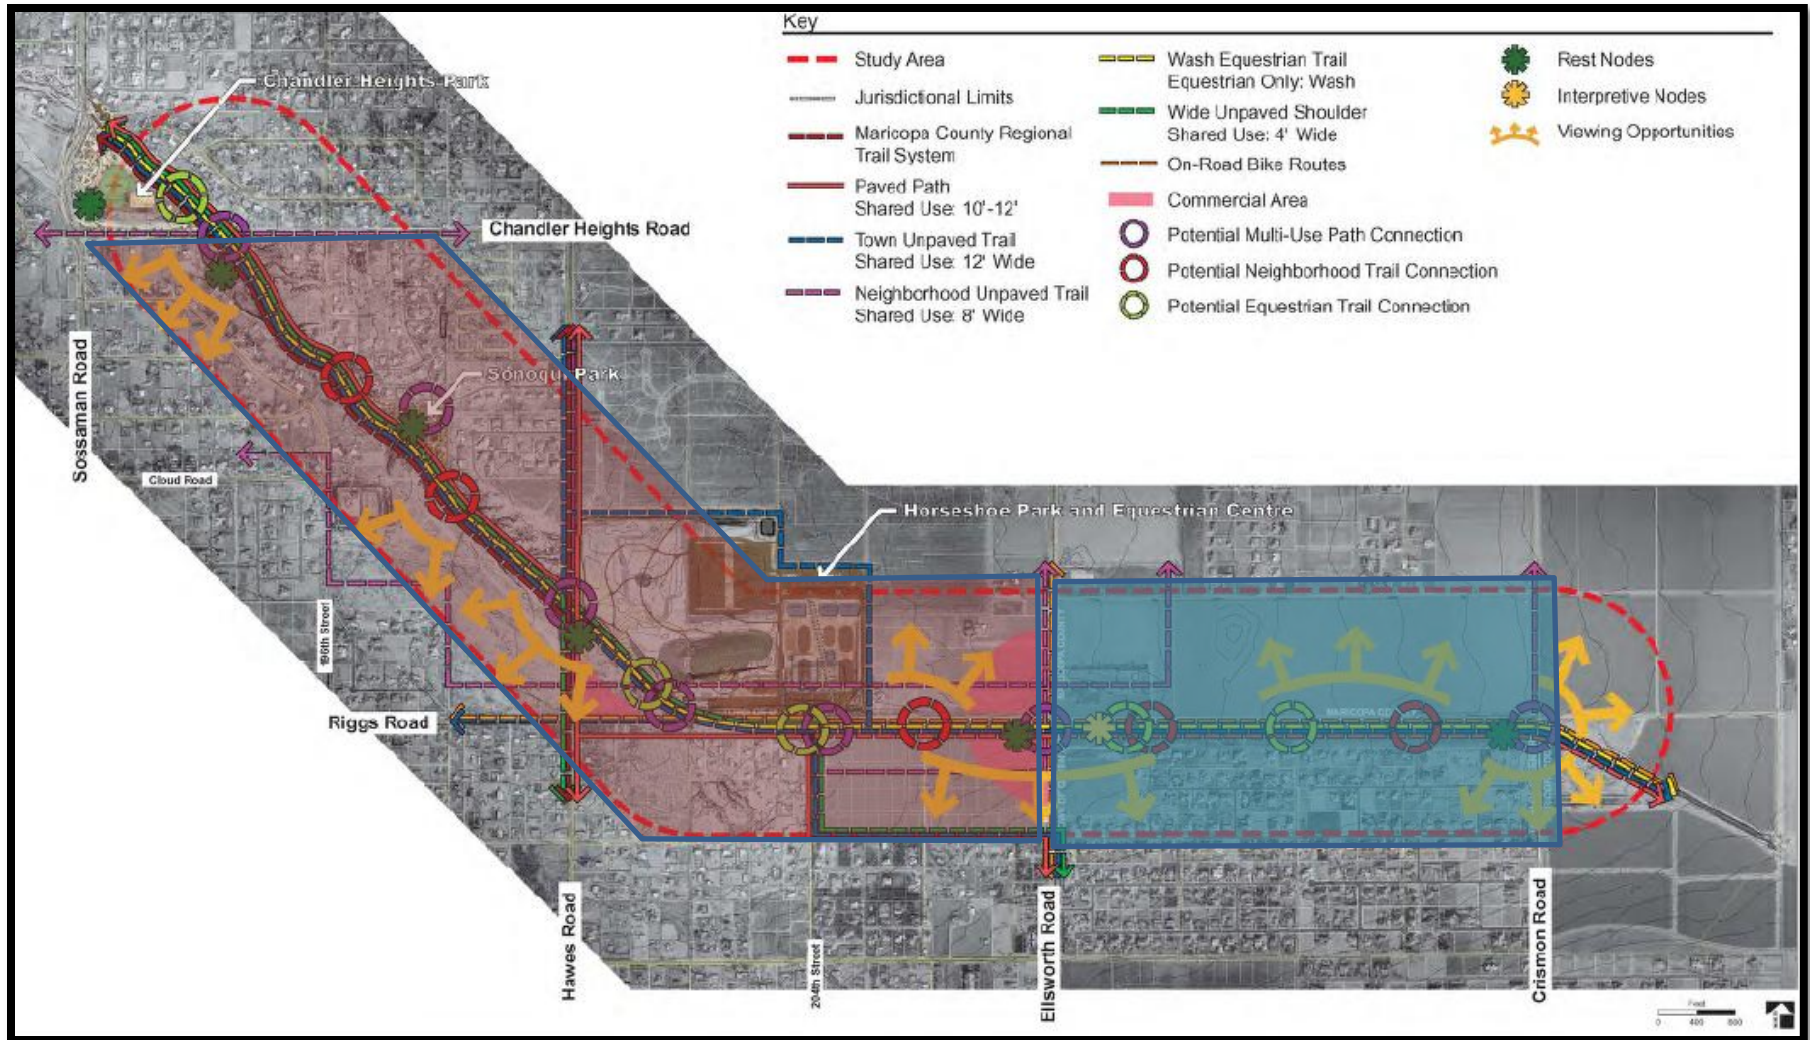 Key
Study Area
Jurisdictional Limits
Maricopa County Regional
Trail System
Paved Path
Shared Use: 10'-12'
Town Unpaved Trail
Shared Use: 12' Wide
Neighborhood Unpaved Trail
Shared Use: 8' Wide
Wash Equestrian Trail
Equestrian Only: Wash
Wide Unpaved Shoulder
Shared Use: 4' Wide
On-Road Bike Routes
Commercial Area
Potential Multi-Use Path Connection
Potential Neighborhood Trail Connection
Potential Equestrian Trail Connection
Rest Nodes
Interpretive Nodes
Viewing Opportunities
Chandler Heights Park
Chandler Heights Road
Sossaman Road
Sonoqui Park
Cloud Road
Horseshoe Park and Equestrian Centre
196th Street
Riggs Road
Hawes Road
204th Street
Ellsworth Road
Crismon Road
Feet
0 400 800